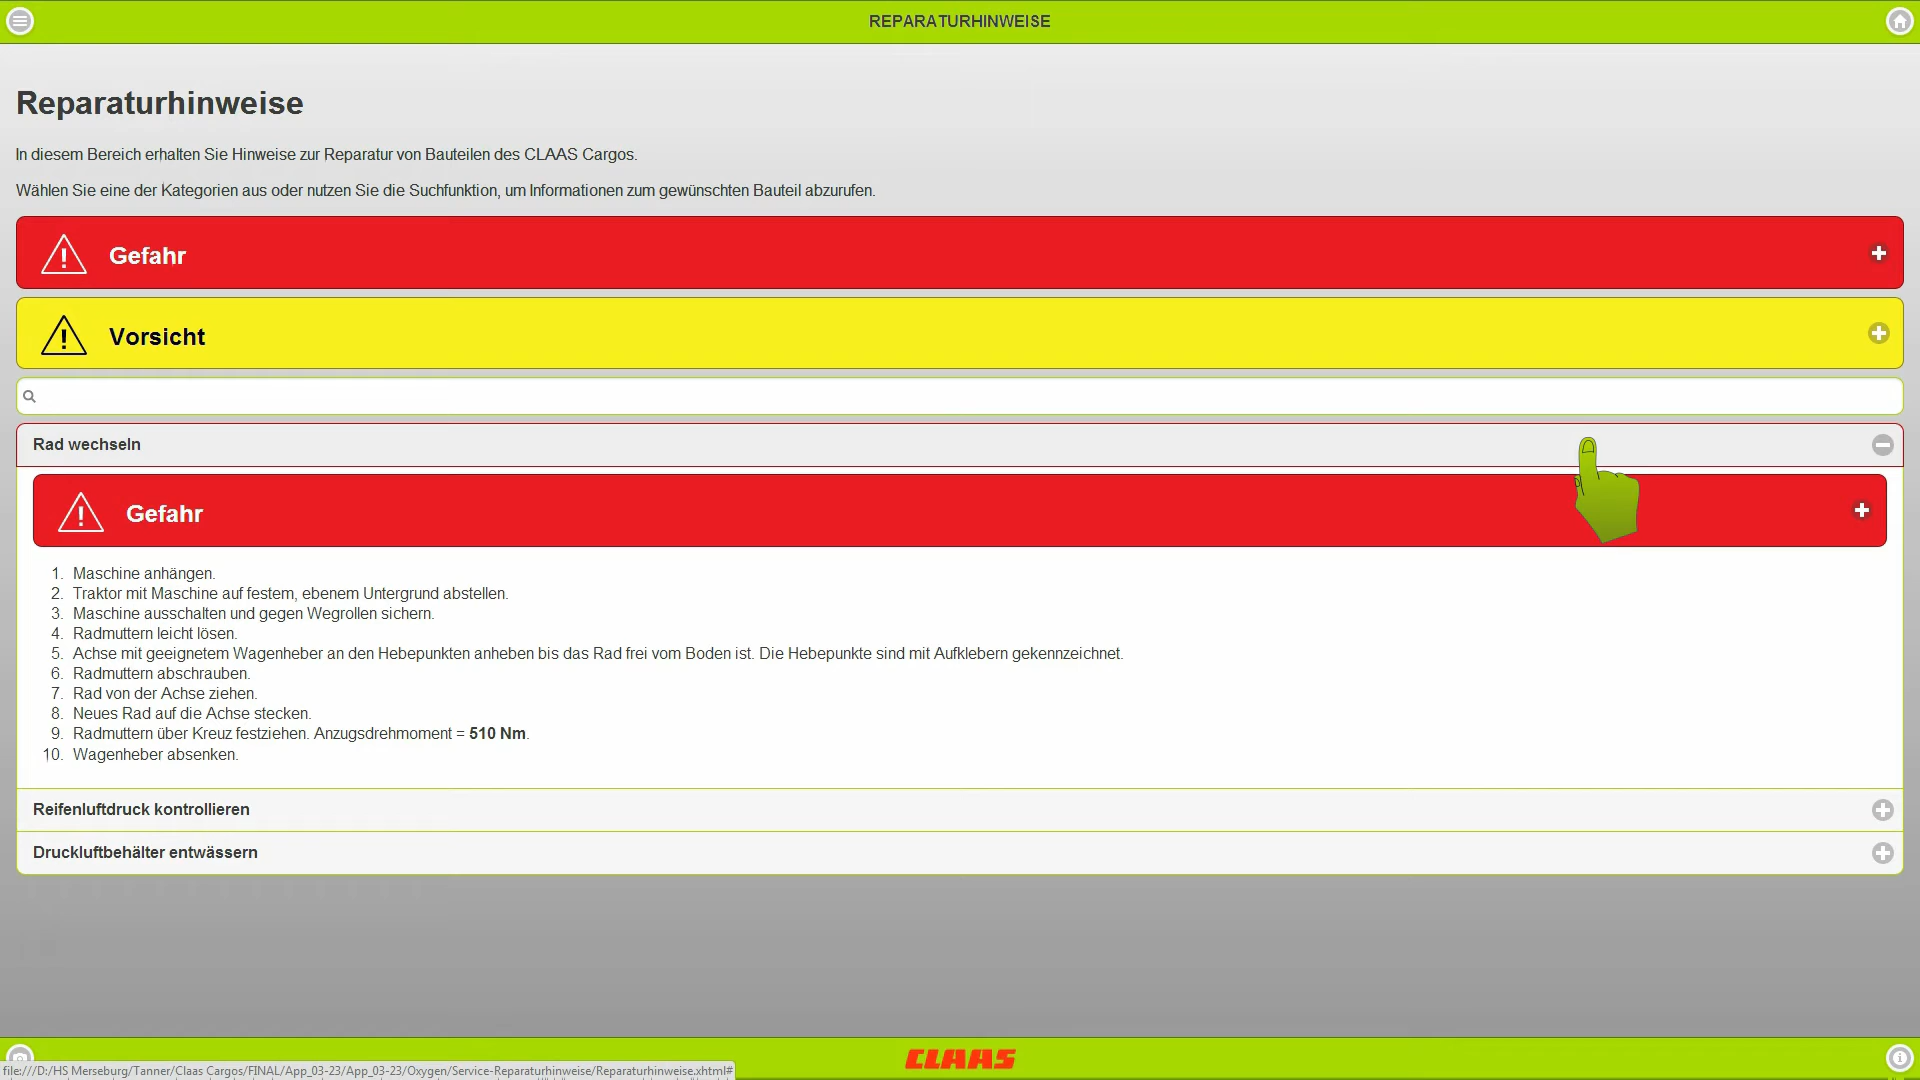 REPARATURHINWEISE
Reparaturhinweise
In diesem Bereich erhalten Sie Hinweise zur Reparatur von Bauteilen des CLAAS Cargos.
Wählen Sie eine der Kategorien aus oder nutzen Sie die Suchfunktion, um Informationen zum gewünschten Bauteil abzurufen.
Gefahr
Vorsicht
Rad wechseln
Gefahr
1. Maschine anhängen.
2. Traktor mit Maschine auf festem, ebenem Untergrund abstellen.
3. Maschine ausschalten und gegen Wegrollen sichern.
4. Radmuttern leicht lösen.
5. Achse mit geeignetem Wagenheber an den Hebepunkten anheben bis das Rad frei vom Boden ist. Die Hebepunkte sind mit Aufklebern gekennzeichnet.
6. Radmuttern abschrauben.
7. Rad von der Achse ziehen.
8. Neues Rad auf die Achse stecken.
9. Radmuttern über Kreuz festziehen. Anzugsdrehmoment = 510 Nm.
10. Wagenheber absenken.
Reifenluftdruck kontrollieren
Druckluftbehälter entwässern
CLAAS
file:///D:/HS Merseburg/Tanner/Claas Cargos/FINAL/App_03-23/App_03-23/Oxygen/Service-Reparaturhinweise/Reparaturhinweise.xhtml#